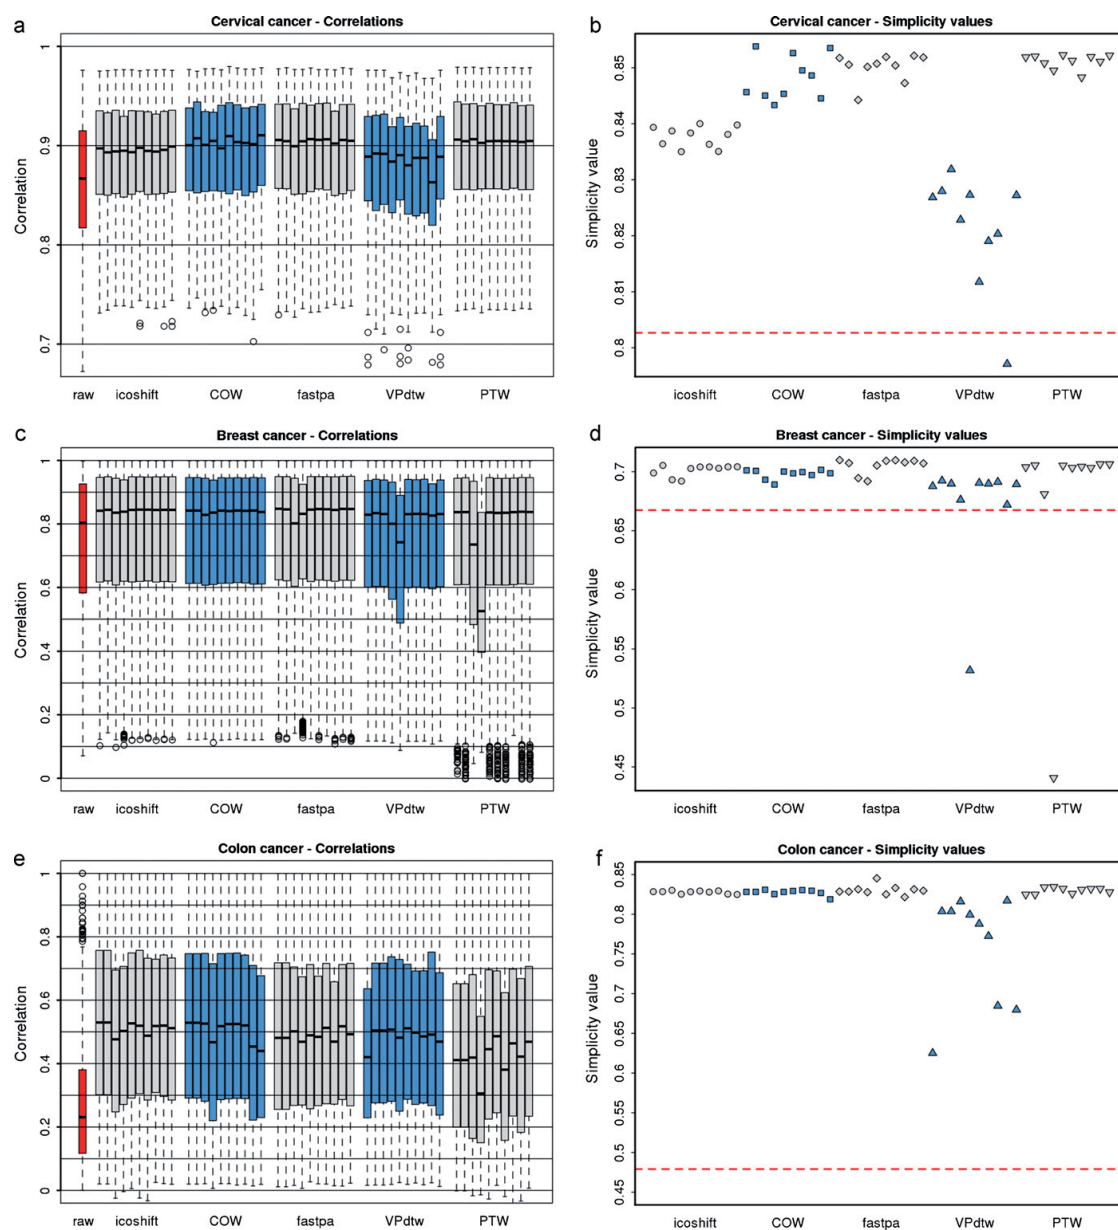 a
Cervical cancer - Correlations
Correlation
1
0.9
0.8
0.7
raw icoshift COW fastpa VPdtw PTW
b
Cervical cancer - Simplicity values
Simplicity value
0.85
0.84
0.83
0.82
0.81
0.8
icoshift COW fastpa VPdtw PTW
c
Breast cancer - Correlations
Correlation
1
0.8
0.6
0.4
0.2
0
raw icoshift COW fastpa VPdtw PTW
d
Breast cancer - Simplicity values
Simplicity value
0.7
0.65
0.6
0.55
0.5
0.45
icoshift COW fastpa VPdtw PTW
e
Colon cancer - Correlations
Correlation
1
0.8
0.6
0.4
0.2
0
raw icoshift COW fastpa VPdtw PTW
f
Colon cancer - Simplicity values
Simplicity value
0.85
0.8
0.75
0.7
0.65
0.6
0.55
0.5
0.45
icoshift COW fastpa VPdtw PTW